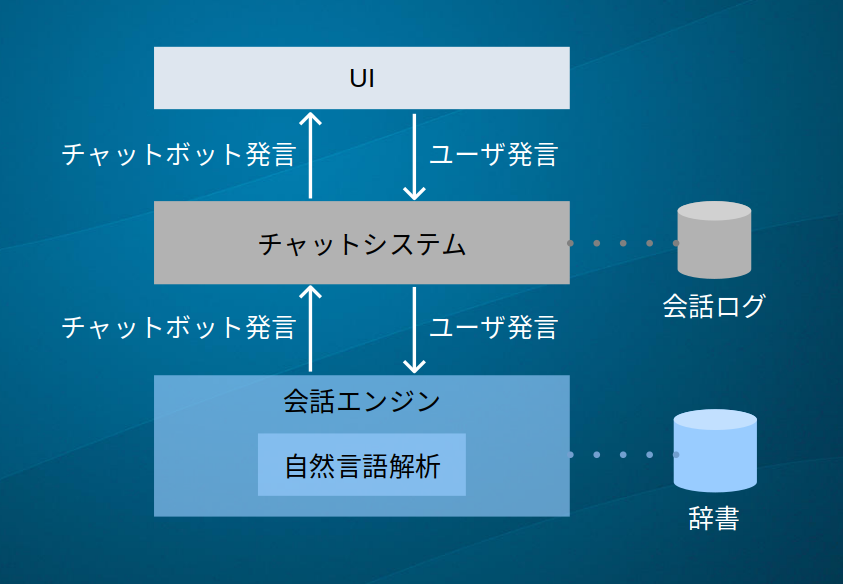 UI
チャットボット発言
ユーザ発言
チャットシステム
会話ログ
チャットボット発言
ユーザ発言
会話エンジン
自然言語解析
辞書